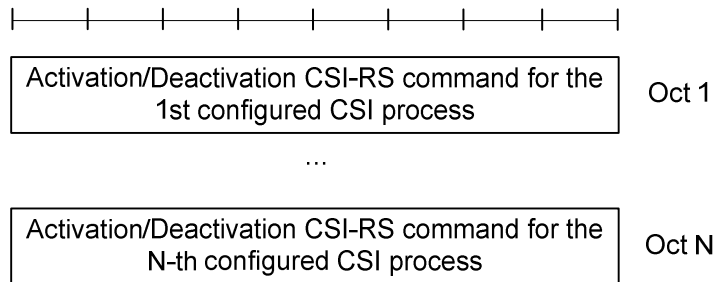 Activation/Deactivation CSI-RS command for the
1st configured CSI process
Oct 1
...
Activation/Deactivation CSI-RS command for the
N-th configured CSI process
Oct N